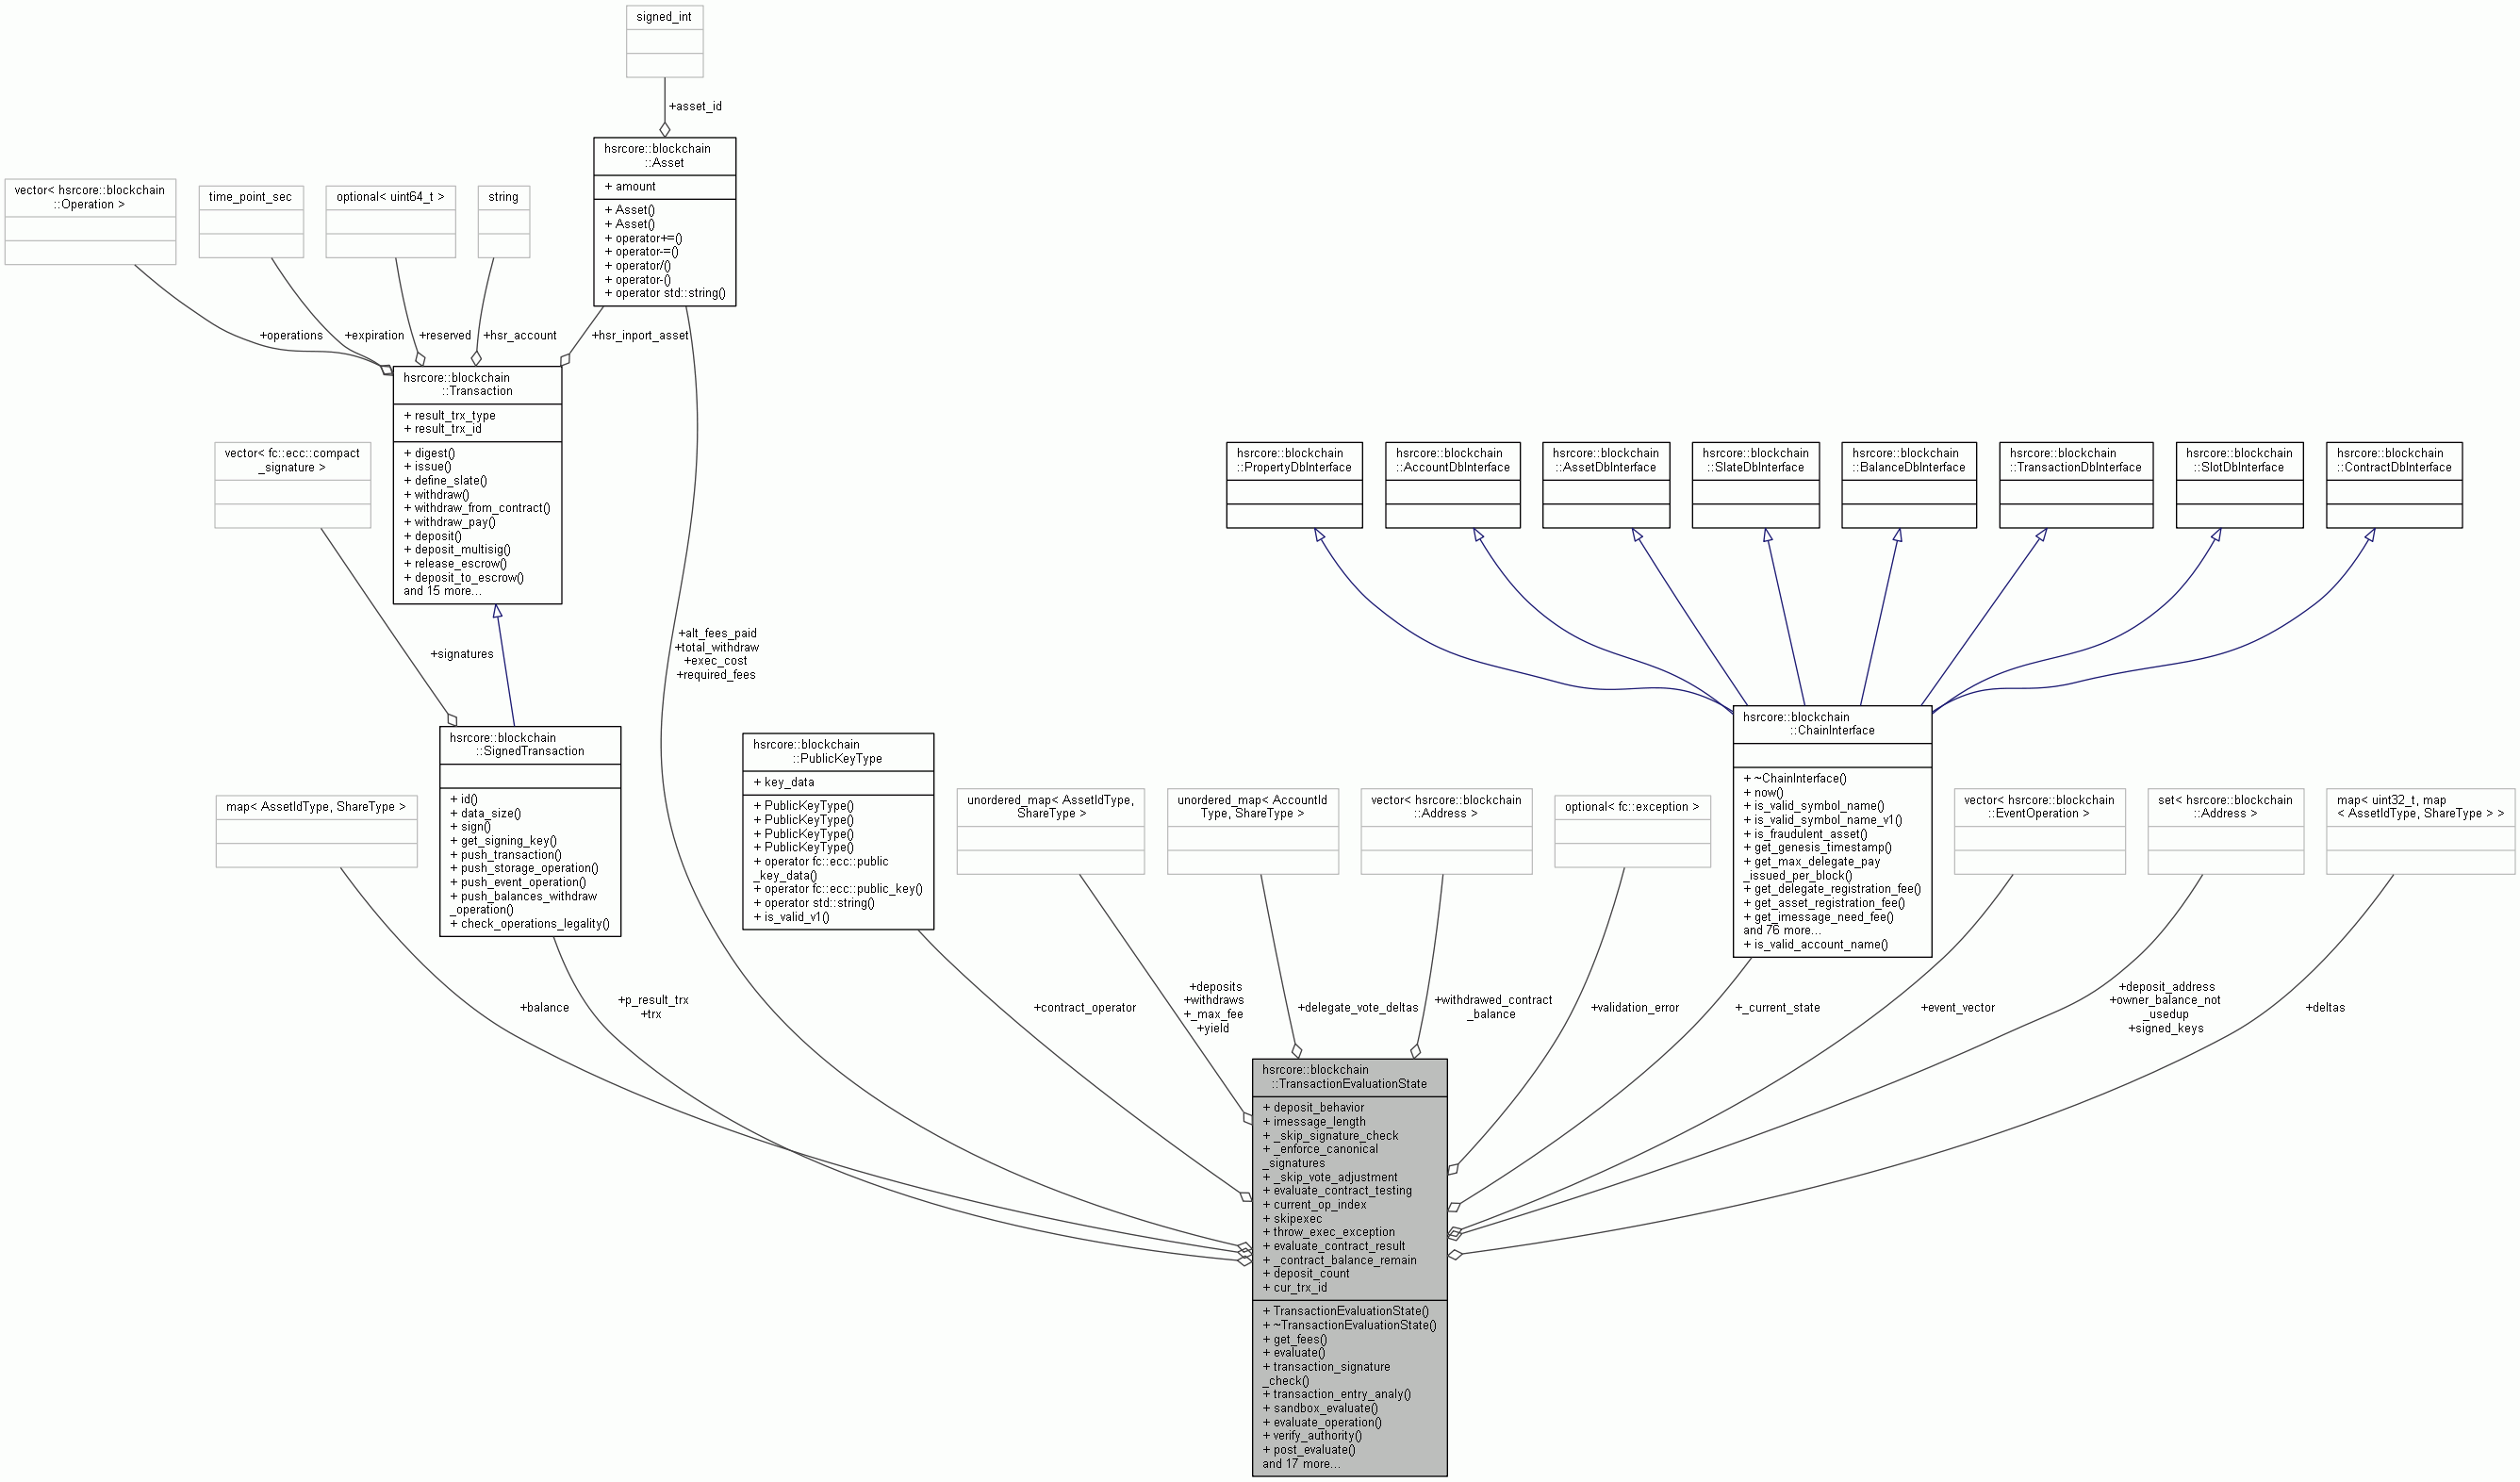 signed_int
+asset_id
hsrcore::blockchain
::Asset
+ amount
+ Asset()
+ Asset()
+ operator+=()
+ operator-=()
+ operator/()
+ operator-()
+ operator std::string()
vector< hsrcore::blockchain
::Operation >
time_point_sec
optional< uint64_t >
string
+operations
+expiration
+reserved
+hsr_account
+hsr_inport_asset
hsrcore::blockchain
::Transaction
+ result_trx_type
+ result_trx_id
+ digest()
+ issue()
+ define_slate()
+ withdraw()
+ withdraw_from_contract()
+ withdraw_pay()
+ deposit()
+ deposit_multisig()
+ release_escrow()
+ deposit_to_escrow()
and 15 more...
vector< fc::ecc::compact
_signature >
hsrcore::blockchain
::PropertyDbInterface
hsrcore::blockchain
::AccountDbInterface
hsrcore::blockchain
::AssetDbInterface
hsrcore::blockchain
::SlateDbInterface
hsrcore::blockchain
::BalanceDbInterface
hsrcore::blockchain
::TransactionDbInterface
hsrcore::blockchain
::SlotDbInterface
hsrcore::blockchain
::ContractDbInterface
+signatures
+alt_fees_paid
+total_withdraw
+exec_cost
+required_fees
hsrcore::blockchain
::SignedTransaction
+ id()
+ data_size()
+ sign()
+ get_signing_key()
+ push_transaction()
+ push_storage_operation()
+ push_event_operation()
+ push_balances_withdraw
_operation()
+ check_operations_legality()
map< AssetIdType, ShareType >
hsrcore::blockchain
::PublicKeyType
+ key_data
+ PublicKeyType()
+ PublicKeyType()
+ PublicKeyType()
+ PublicKeyType()
+ operator fc::ecc::public
_key_data()
+ operator fc::ecc::public_key()
+ operator std::string()
+ is_valid_v1()
unordered_map< AssetIdType,
ShareType >
unordered_map< AccountId
Type, ShareType >
vector< hsrcore::blockchain
::Address >
optional< fc::exception >
hsrcore::blockchain
::ChainInterface
+ ~ChainInterface()
+ now()
+ is_valid_symbol_name()
+ is_valid_symbol_name_v1()
+ is_fraudulent_asset()
+ get_genesis_timestamp()
+ get_max_delegate_pay
_issued_per_block()
+ get_delegate_registration_fee()
+ get_asset_registration_fee()
+ get_imessage_need_fee()
and 76 more...
+ is_valid_account_name()
vector< hsrcore::blockchain
::EventOperation >
set< hsrcore::blockchain
::Address >
map< uint32_t, map
< AssetIdType, ShareType > >
+balance
+p_result_trx
+trx
+contract_operator
+deposits
+withdraws
+_max_fee
+yield
+delegate_vote_deltas
+withdrawed_contract
_balance
+validation_error
+_current_state
+event_vector
+deposit_address
+owner_balance_not
_usedup
+signed_keys
+deltas
hsrcore::blockchain
::TransactionEvaluationState
+ deposit_behavior
+ imessage_length
+ _skip_signature_check
+ _enforce_canonical
_signatures
+ _skip_vote_adjustment
+ evaluate_contract_testing
+ current_op_index
+ skipexec
+ throw_exec_exception
+ evaluate_contract_result
+ _contract_balance_remain
+ deposit_count
+ cur_trx_id
+ TransactionEvaluationState()
+ ~TransactionEvaluationState()
+ get_fees()
+ evaluate()
+ transaction_signature
_check()
+ transaction_entry_analy()
+ sandbox_evaluate()
+ evaluate_operation()
+ verify_authority()
+ post_evaluate()
and 17 more...